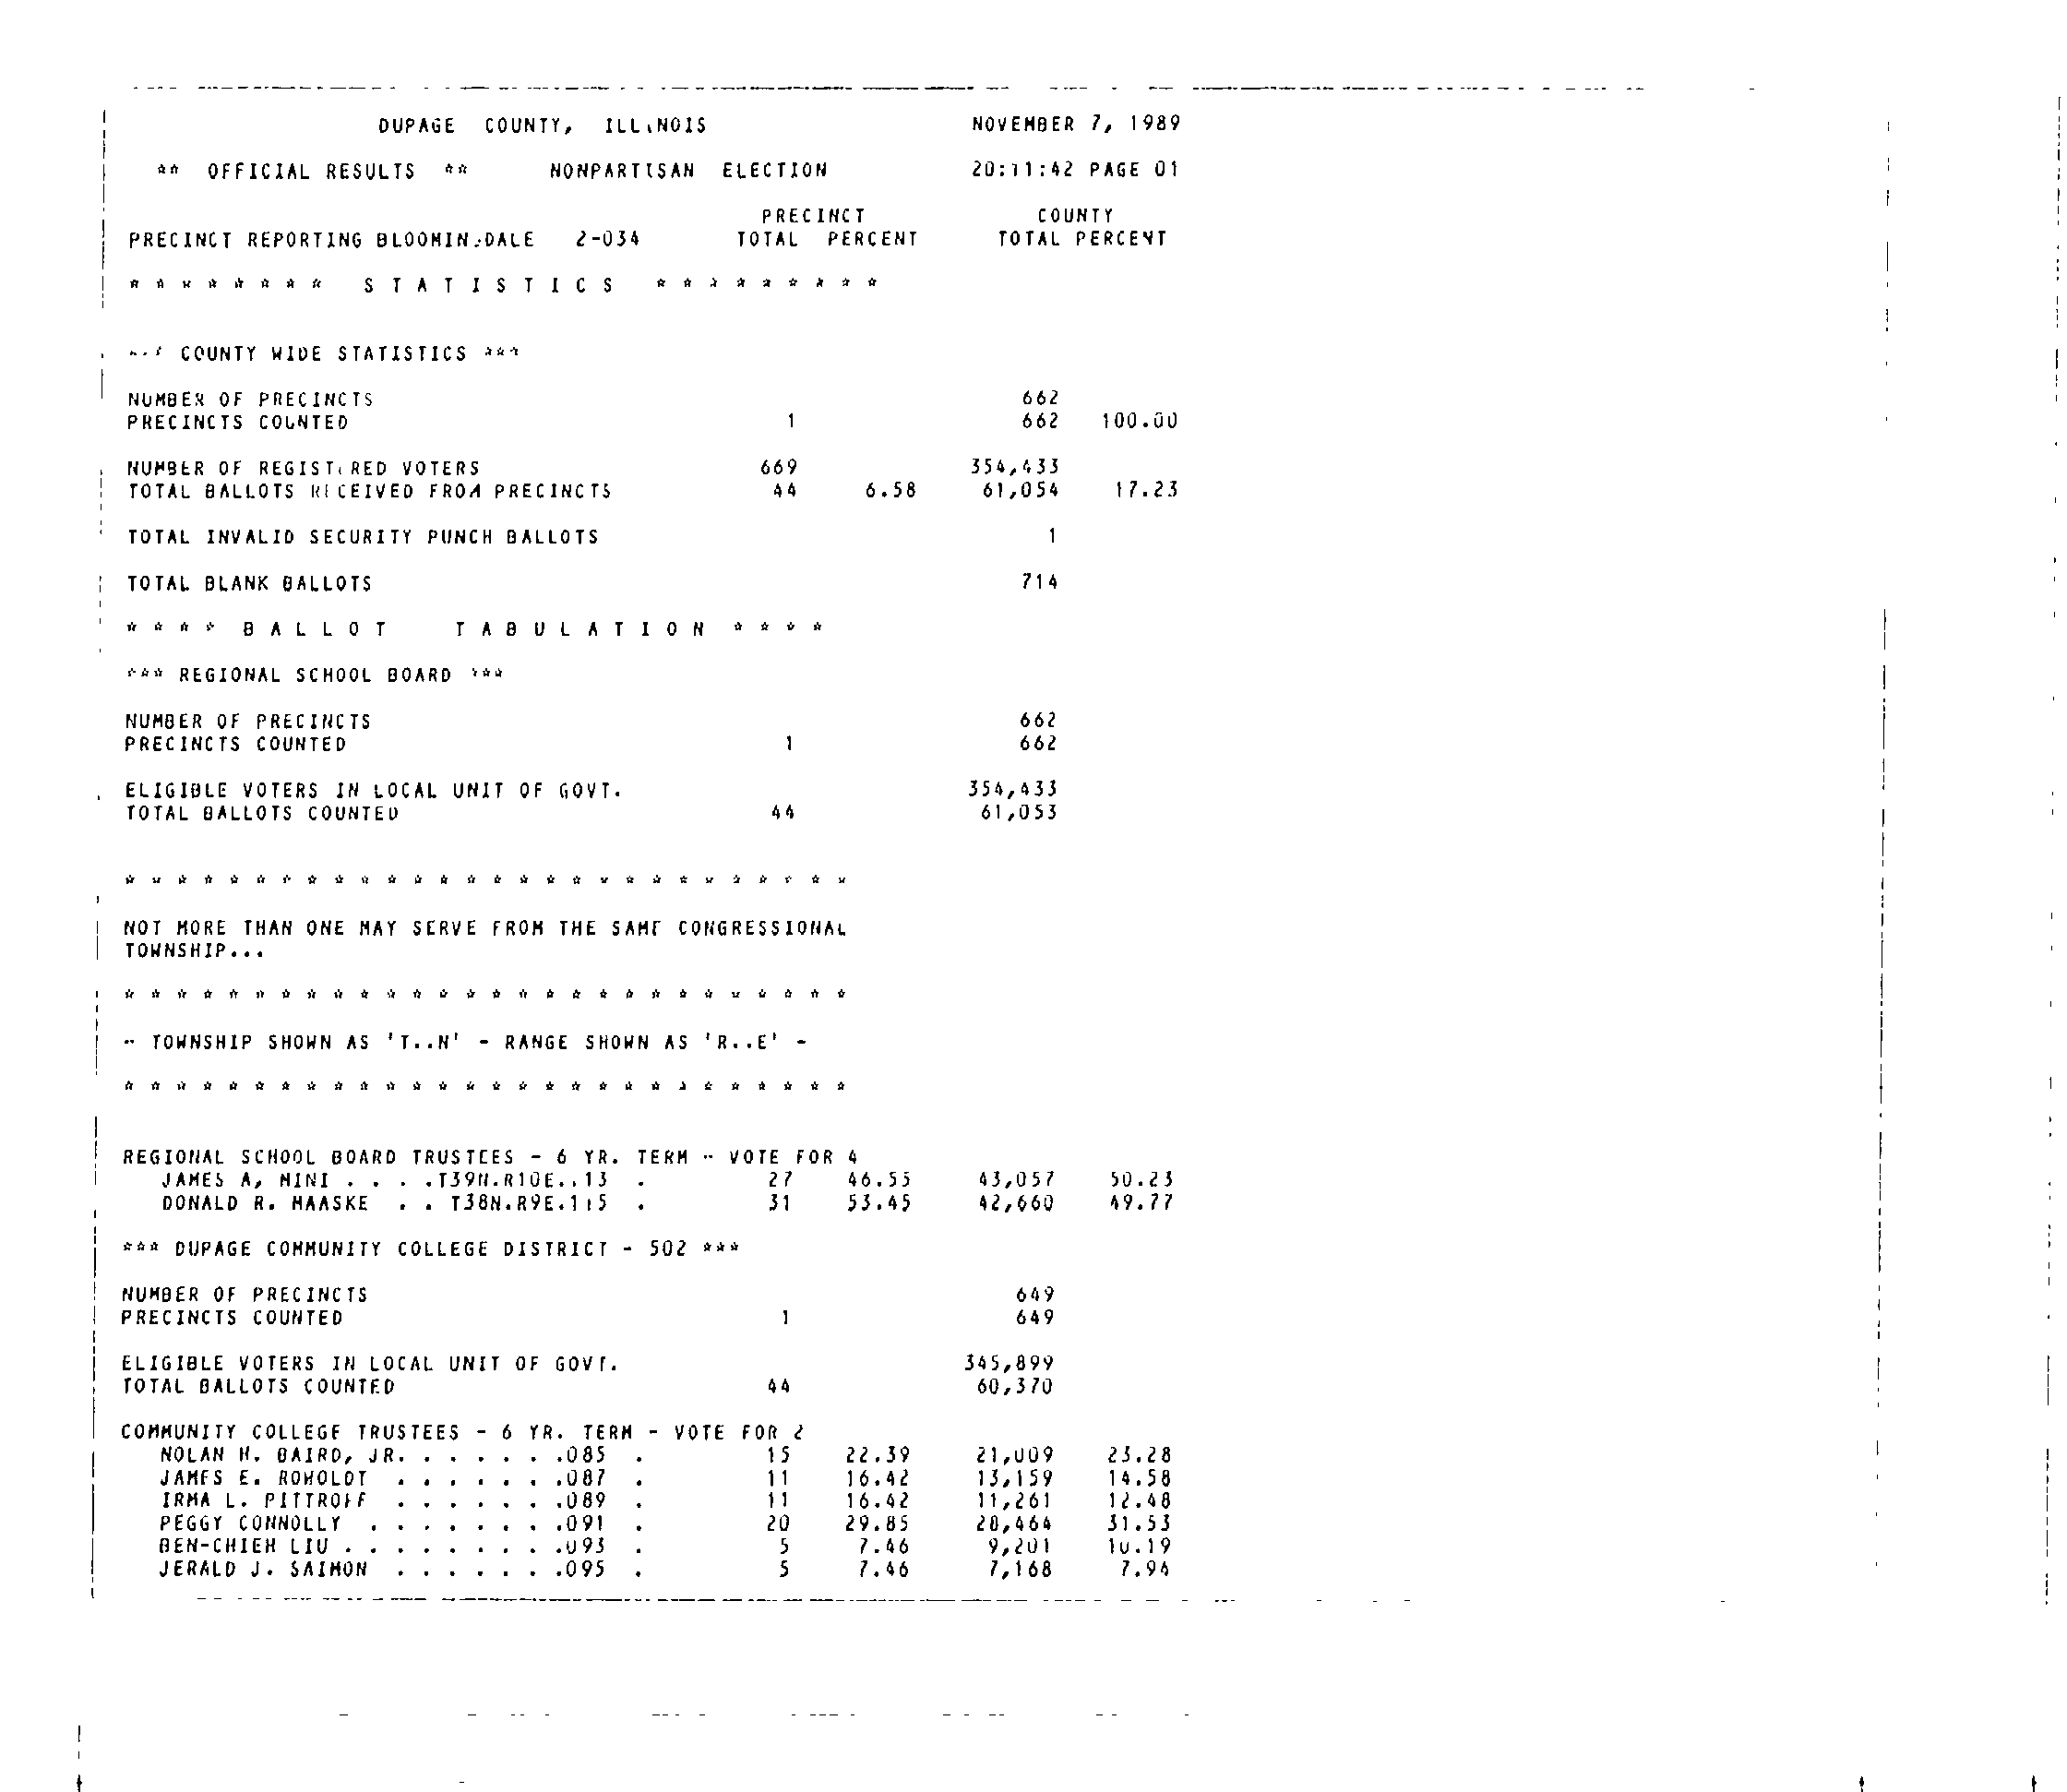 DUPAGE COUNTY, ILLINOIS NOVEMBER 7, 1989
** OFFICIAL RESULTS ** NONPARTISAN ELECTION 20:11:42 PAGE 01
PRECINCT COUNTY
PRECINCT REPORTING BLOOMINGDALE 2-034 TOTAL PERCENT TOTAL PERCENT
* * * * * * * * S T A T I S T I C S * * * * * * * * *
*** COUNTY WIDE STATISTICS ***
NUMBER OF PRECINCTS 662
PRECINCTS COUNTED 1 662 100.00
NUMBER OF REGISTERED VOTERS 669 354,433
TOTAL BALLOTS RECEIVED FROM PRECINCTS 44 6.58 61,054 17.23
TOTAL INVALID SECURITY PUNCH BALLOTS 1
TOTAL BLANK BALLOTS 714
* * * * B A L L O T T A B U L A T I O N * * * *
*** REGIONAL SCHOOL BOARD ***
NUMBER OF PRECINCTS 662
PRECINCTS COUNTED 1 662
ELIGIBLE VOTERS IN LOCAL UNIT OF GOVT. 354,433
TOTAL BALLOTS COUNTED 44 61,053
* * * * * * * * * * * * * * * * * * * * * * * * * * * *
NOT MORE THAN ONE MAY SERVE FROM THE SAME CONGRESSIONAL
TOWNSHIP...
* * * * * * * * * * * * * * * * * * * * * * * * * * * *
- TOWNSHIP SHOWN AS 'T..N' - RANGE SHOWN AS 'R..E' -
* * * * * * * * * * * * * * * * * * * * * * * * * * * *
REGIONAL SCHOOL BOARD TRUSTEES - 6 YR. TERM - VOTE FOR 4
JAMES A, NINI . . . .T39N.R10E..13 . 27 46.55 43,057 50.23
DONALD R. MAASKE . . T38N.R9E.115 . 31 53.45 42,660 49.77
*** DUPAGE COMMUNITY COLLEGE DISTRICT - 502 ***
NUMBER OF PRECINCTS 649
PRECINCTS COUNTED 1 649
ELIGIBLE VOTERS IN LOCAL UNIT OF GOVT. 345,899
TOTAL BALLOTS COUNTED 44 60,370
COMMUNITY COLLEGE TRUSTEES - 6 YR. TERM - VOTE FOR 2
NOLAN H. BAIRD, JR. . . . . . .085 . 15 22.39 21,009 23.28
JAMES E. ROWOLDT . . . . . . .087 . 11 16.42 13,159 14.58
IRMA L. PITTROFF . . . . . . .089 . 11 16.42 11,261 12.48
PEGGY CONNOLLY . . . . . . . .091 . 20 29.85 28,464 31.53
BEN-CHIEH LIU . . . . . . . . .093 . 5 7.46 9,201 10.19
JERALD J. SAIMON . . . . . . .095 . 5 7.46 7,168 7.94